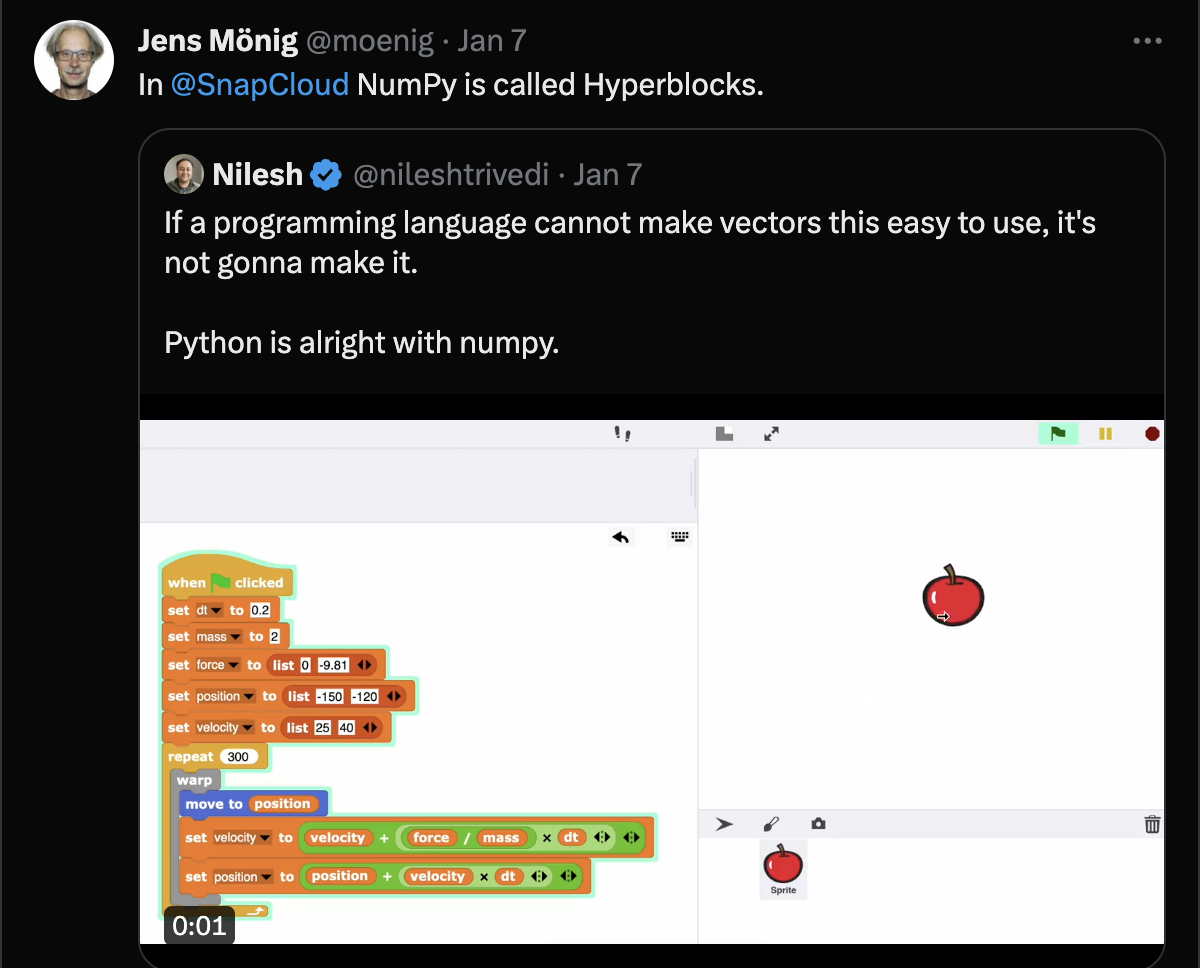 Jens Mönig @moenig · Jan 7
In @SnapCloud NumPy is called Hyperblocks.
Nilesh @nileshtrivedi · Jan 7
If a programming language cannot make vectors this easy to use, it's
not gonna make it.
Python is alright with numpy.
when clicked
set dt to 0.2
set mass to 2
set force to list 0 -9.81
set position to list -150 -120
set velocity to list 25 40
repeat 300
warp
move to position
set velocity to velocity + force / mass × dt
set position to position + velocity × dt
0:01
Sprite